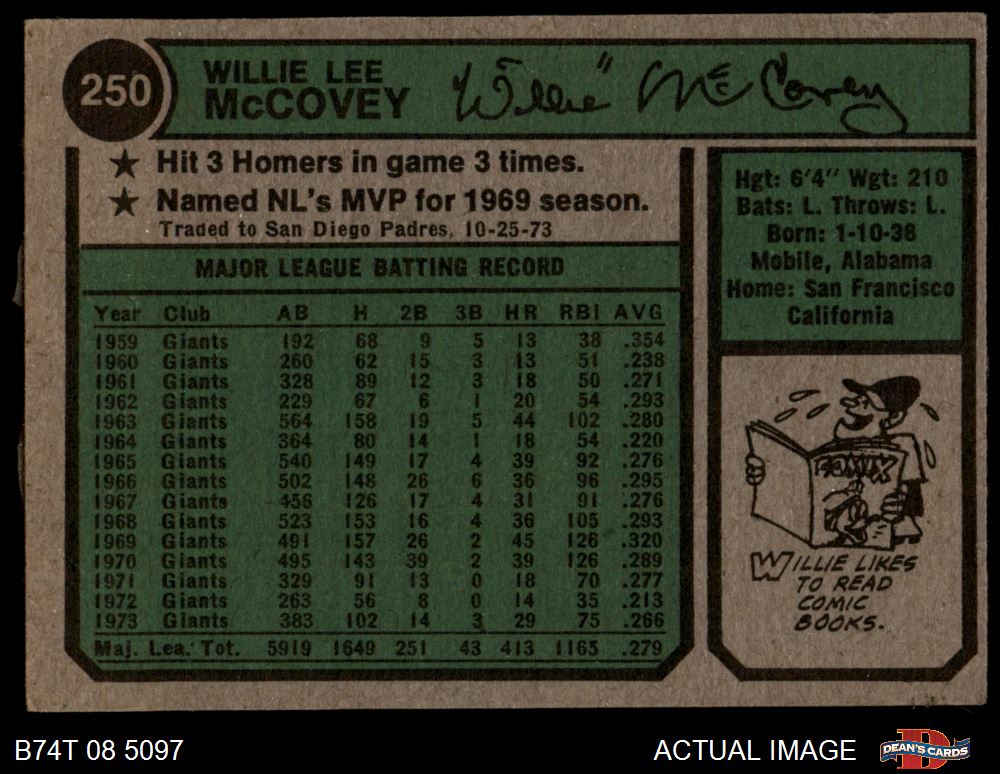 250
WILLIE LEE
McCOVEY
"Willie" McCovey
★ Hit 3 Homers in game 3 times.
★ Named NL's MVP for 1969 season.
Traded to San Diego Padres, 10-25-73
MAJOR LEAGUE BATTING RECORD
Year Club AB H 2B 3B HR RBI AVG
1959 Giants 192 68 9 5 13 38 .354
1960 Giants 260 62 15 3 13 51 .238
1961 Giants 328 89 12 3 18 50 .271
1962 Giants 229 67 6 1 20 54 .293
1963 Giants 564 158 19 5 44 102 .280
1964 Giants 364 80 14 1 18 54 .220
1965 Giants 540 149 17 4 39 92 .276
1966 Giants 502 148 26 6 36 96 .295
1967 Giants 456 126 17 4 31 91 .276
1968 Giants 523 153 16 4 36 105 .293
1969 Giants 491 157 26 2 45 126 .320
1970 Giants 495 143 39 2 39 126 .289
1971 Giants 329 91 13 0 18 70 .277
1972 Giants 263 56 8 0 14 35 .213
1973 Giants 383 102 14 3 29 75 .266
Maj. Lea. Tot. 5919 1649 251 43 413 1165 .279
Hgt: 6'4" Wgt: 210
Bats: L. Throws: L.
Born: 1-10-38
Mobile, Alabama
Home: San Francisco
California
COMIX
WILLIE LIKES
TO READ
COMIC
BOOKS.
B74T 08 5097
ACTUAL IMAGE
DEAN'S CARDS